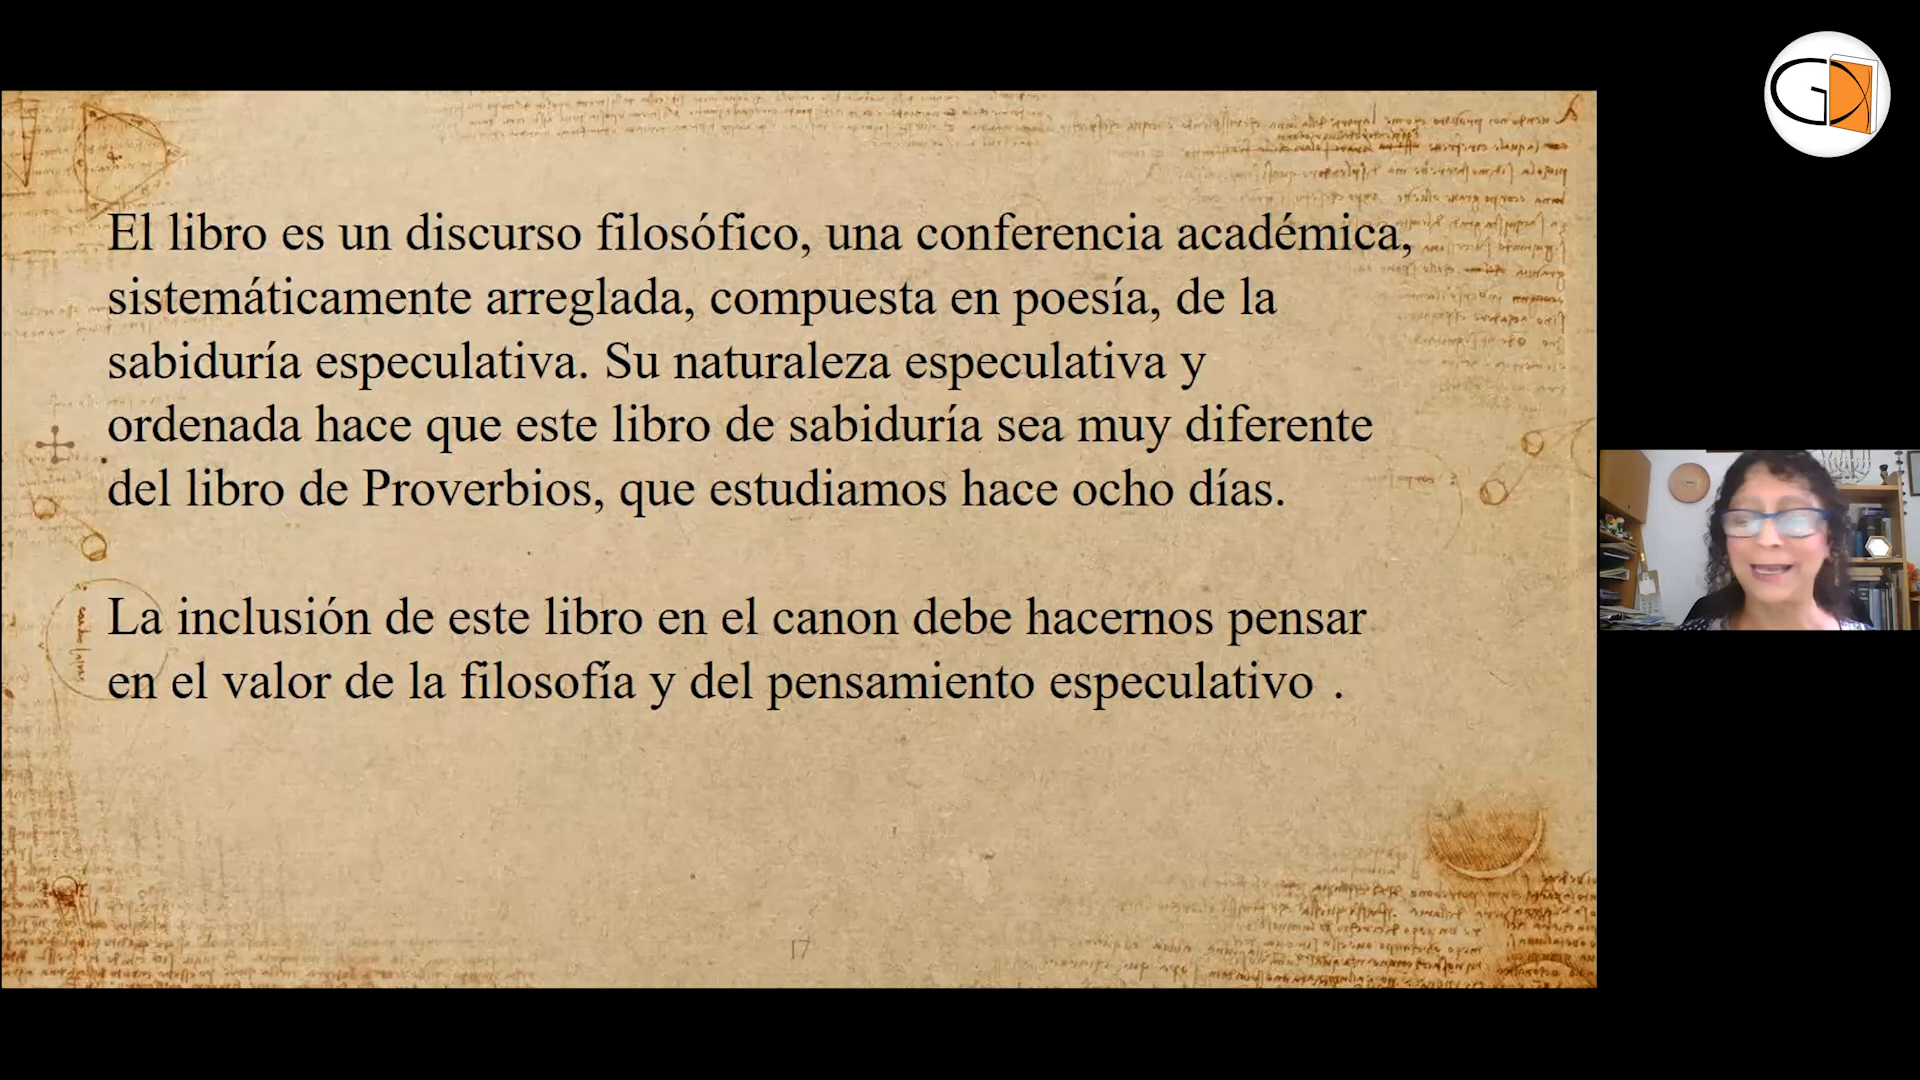 El libro es un discurso filosófico, una conferencia académica,
sistemáticamente arreglada, compuesta en poesía, de la
sabiduría especulativa. Su naturaleza especulativa y
ordenada hace que este libro de sabiduría sea muy diferente
del libro de Proverbios, que estudiamos hace ocho días.
La inclusión de este libro en el canon debe hacernos pensar
en el valor de la filosofía y del pensamiento especulativo .
17